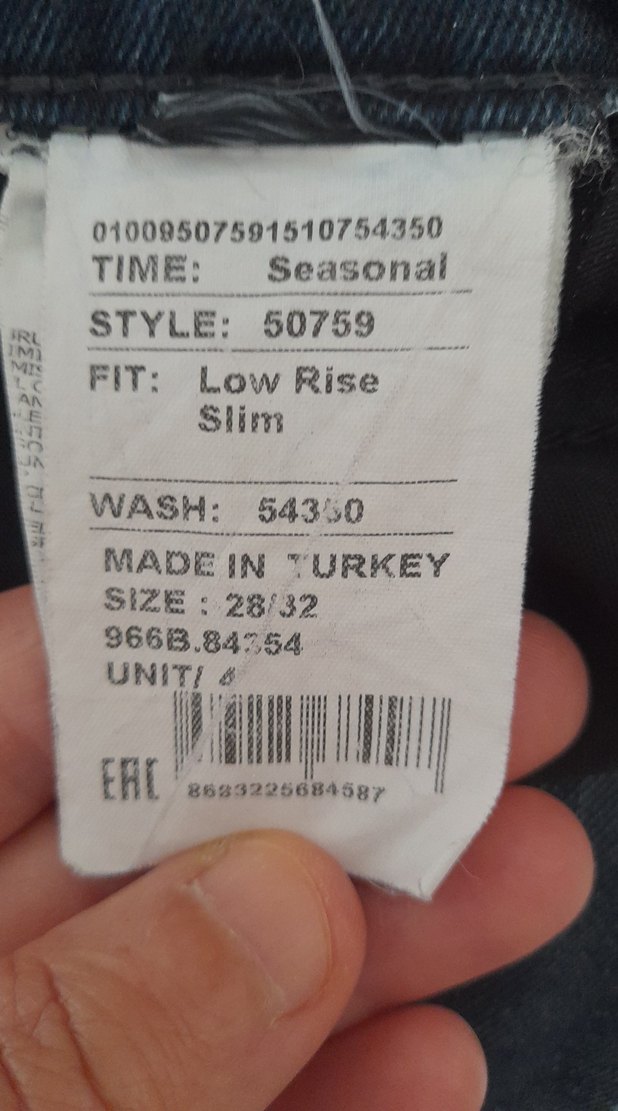 01009507591510754350
TIME: Seasonal
STYLE: 50759
FIT: Low Rise
Slim
WASH: 54350
MADE IN TURKEY
SIZE : 28/32
966B.84354
UNIT/ 4
EAC
8683225684587